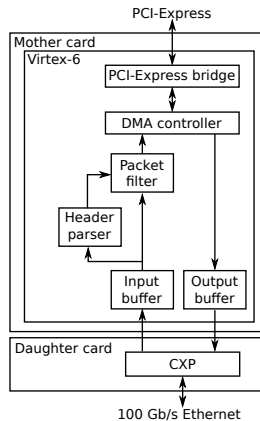 PCI-Express
Mother card
Virtex-6
PCI-Express bridge
DMA controller
Packet
filter
Header
parser
Input
buffer
Output
buffer
Daughter card
CXP
100 Gb/s Ethernet